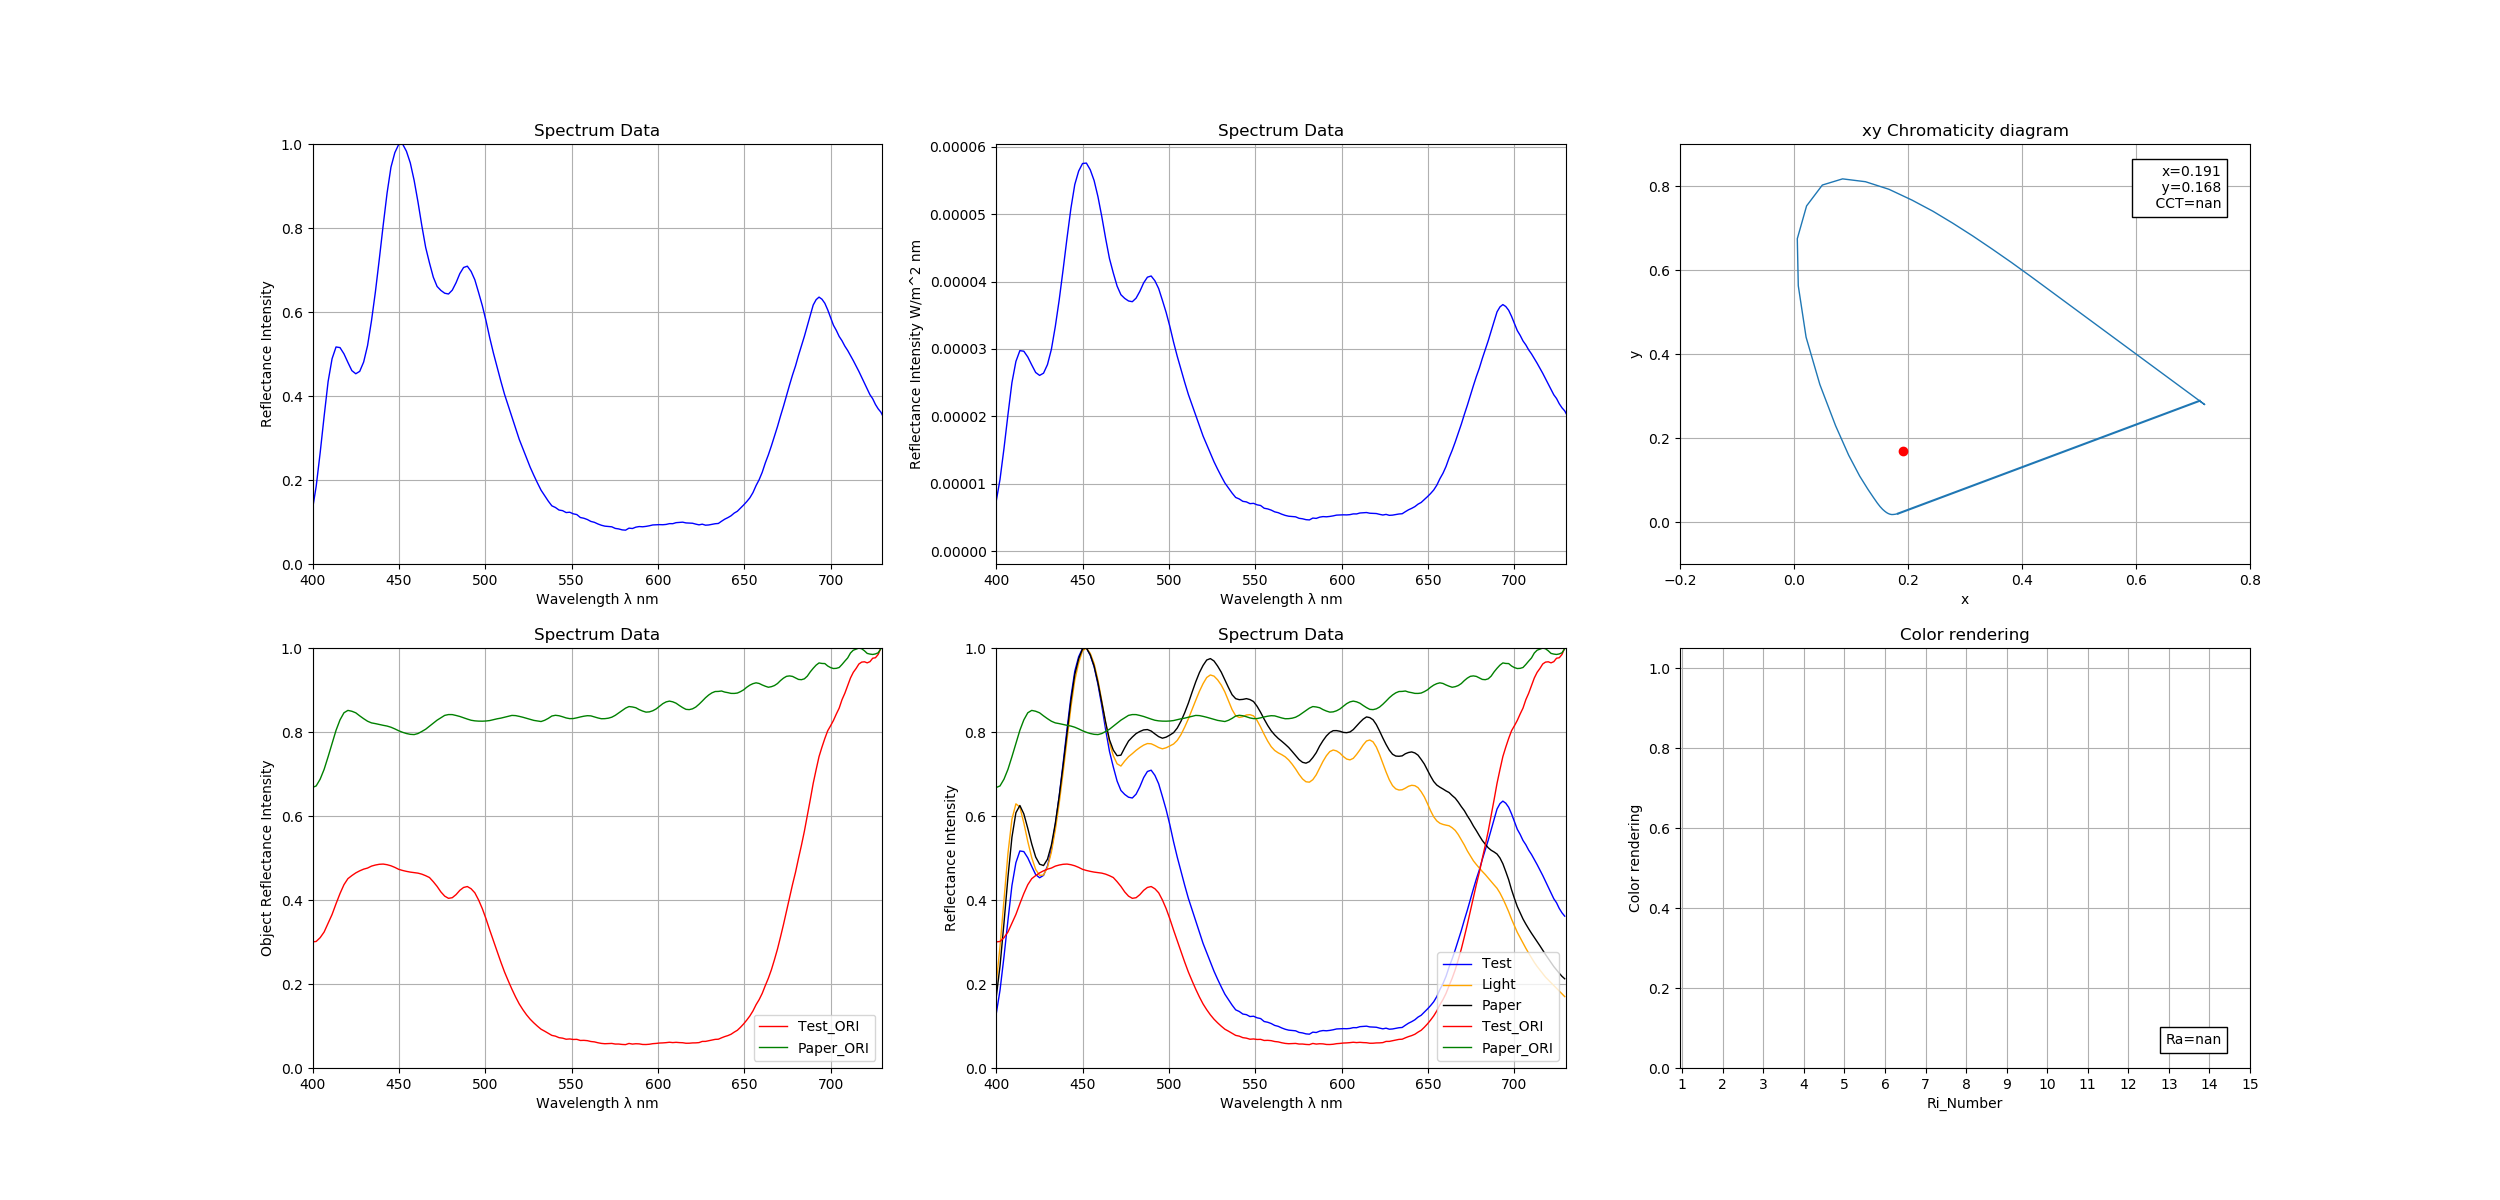 Spectrum Data
Reflectance Intensity
1.0
0.8
0.6
0.4
0.2
0.0
400 450 500 550 600 650 700
Wavelength λ nm
Spectrum Data
Reflectance Intensity W/m^2 nm
0.00006
0.00005
0.00004
0.00003
0.00002
0.00001
0.00000
400 450 500 550 600 650 700
Wavelength λ nm
xy Chromaticity diagram
x=0.191
y=0.168
CCT=nan
y
0.8
0.6
0.4
0.2
0.0
−0.2 0.0 0.2 0.4 0.6 0.8
x
Spectrum Data
Object Reflectance Intensity
1.0
0.8
0.6
0.4
0.2
0.0
Test_ORI
Paper_ORI
400 450 500 550 600 650 700
Wavelength λ nm
Spectrum Data
Reflectance Intensity
1.0
0.8
0.6
0.4
0.2
0.0
Test
Light
Paper
Test_ORI
Paper_ORI
400 450 500 550 600 650 700
Wavelength λ nm
Color rendering
Color rendering
1.0
0.8
0.6
0.4
0.2
0.0
Ra=nan
1 2 3 4 5 6 7 8 9 10 11 12 13 14 15
Ri_Number